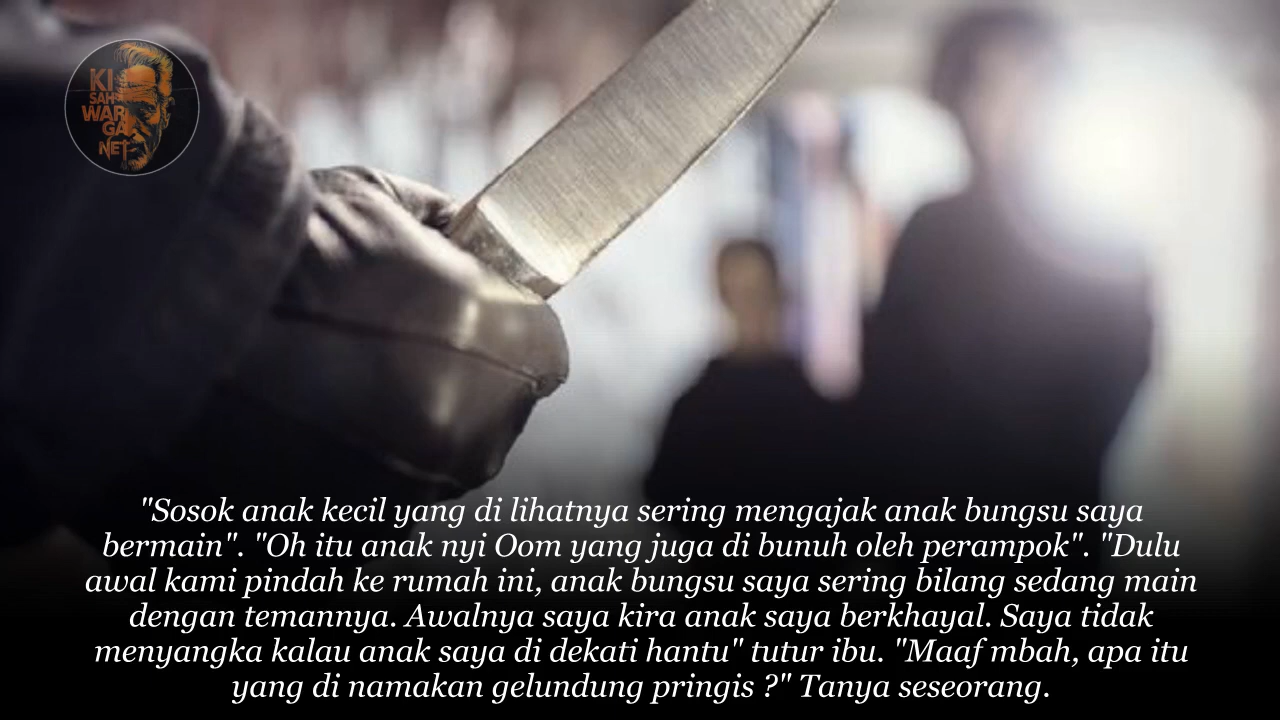 KI
SAH
WAR
GA
NET
"Sosok anak kecil yang di lihatnya sering mengajak anak bungsu saya
bermain". "Oh itu anak nyi Oom yang juga di bunuh oleh perampok". "Dulu
awal kami pindah ke rumah ini, anak bungsu saya sering bilang sedang main
dengan temannya. Awalnya saya kira anak saya berkhayal. Saya tidak
menyangka kalau anak saya di dekati hantu" tutur ibu. "Maaf mbah, apa itu
yang di namakan gelundung pringis ?" Tanya seseorang.